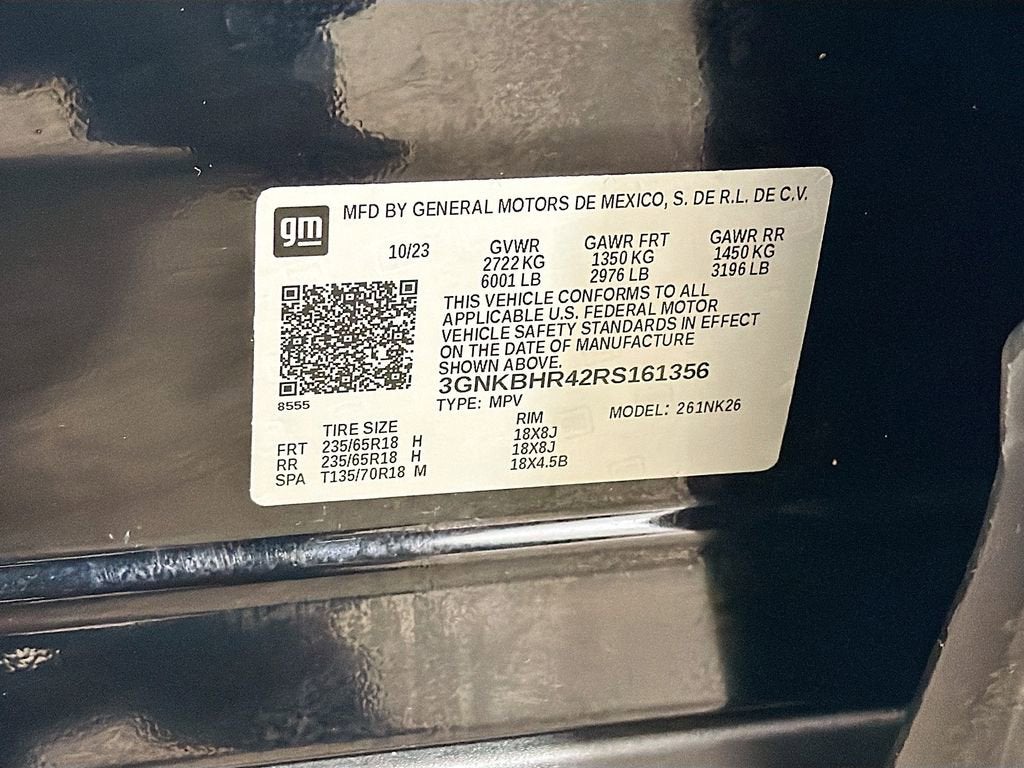 gm MFD BY GENERAL MOTORS DE MEXICO, S. DE R.L. DE C.V.
10/23 GVWR GAWR FRT GAWR RR
2722 KG 1350 KG 1450 KG
6001 LB 2976 LB 3196 LB
THIS VEHICLE CONFORMS TO ALL
APPLICABLE U.S. FEDERAL MOTOR
VEHICLE SAFETY STANDARDS IN EFFECT
ON THE DATE OF MANUFACTURE
SHOWN ABOVE.
3GNKBHR42RS161356
8555
TYPE: MPV MODEL: 261NK26
TIRE SIZE RIM
FRT 235/65R18 H 18X8J
RR 235/65R18 H 18X8J
SPA T135/70R18 M 18X4.5B